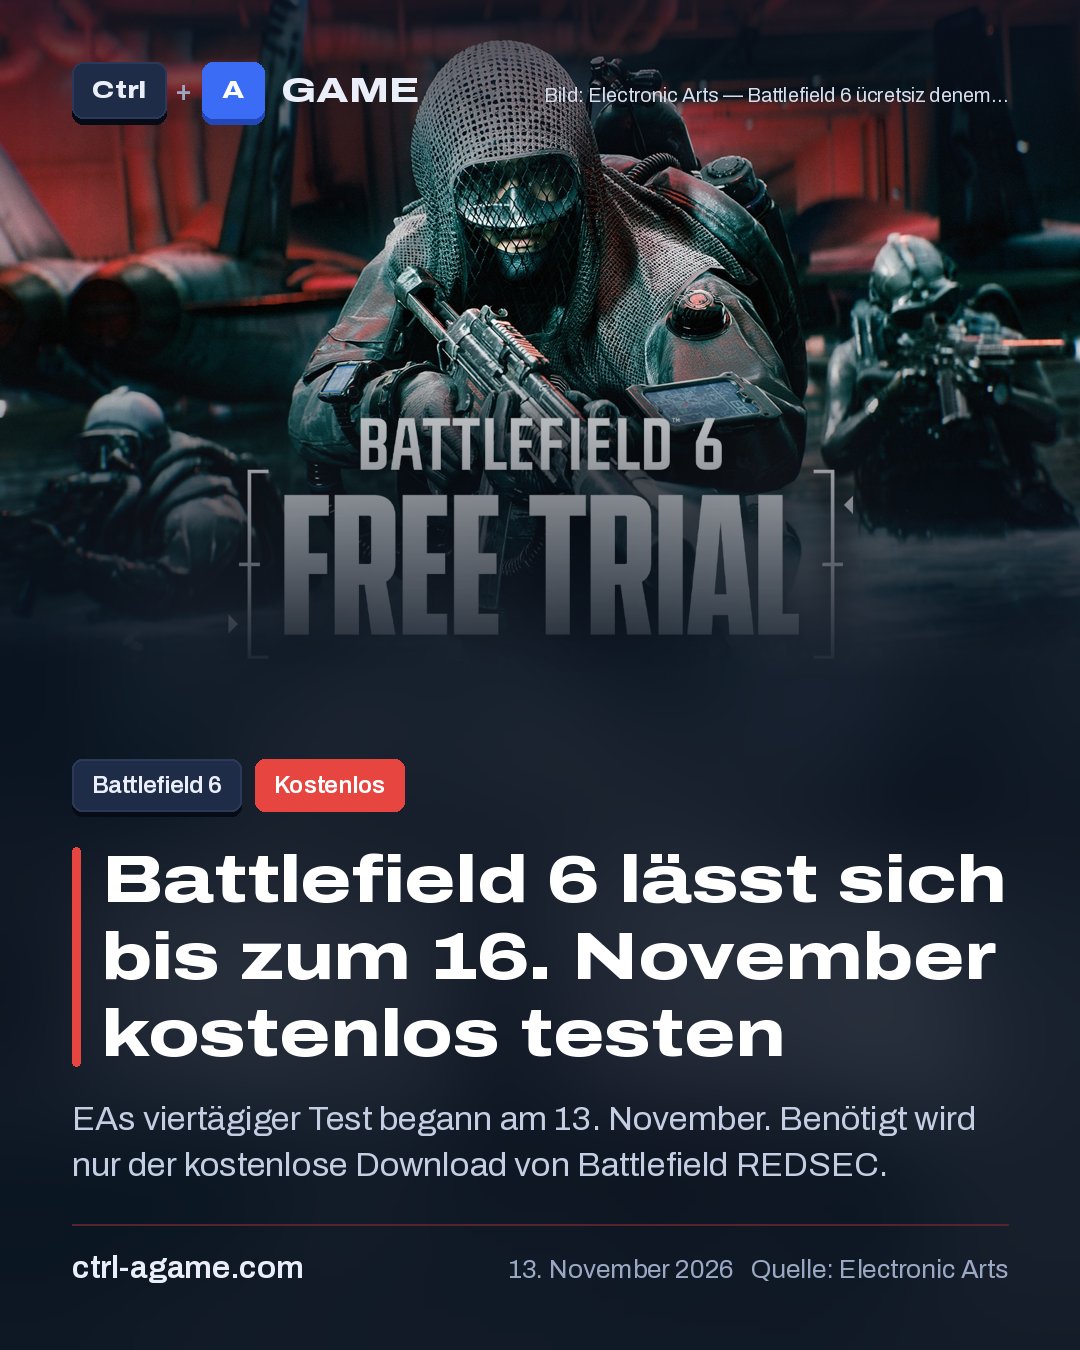 Ctrl + A GAME
Bild: Electronic Arts — Battlefield 6 ücretsiz denem...
BATTLEFIELD 6
FREE TRIAL
Battlefield 6 Kostenlos
Battlefield 6 lässt sich
bis zum 16. November
kostenlos testen
EAs viertägiger Test begann am 13. November. Benötigt wird
nur der kostenlose Download von Battlefield REDSEC.
ctrl-agame.com
13. November 2026 Quelle: Electronic Arts